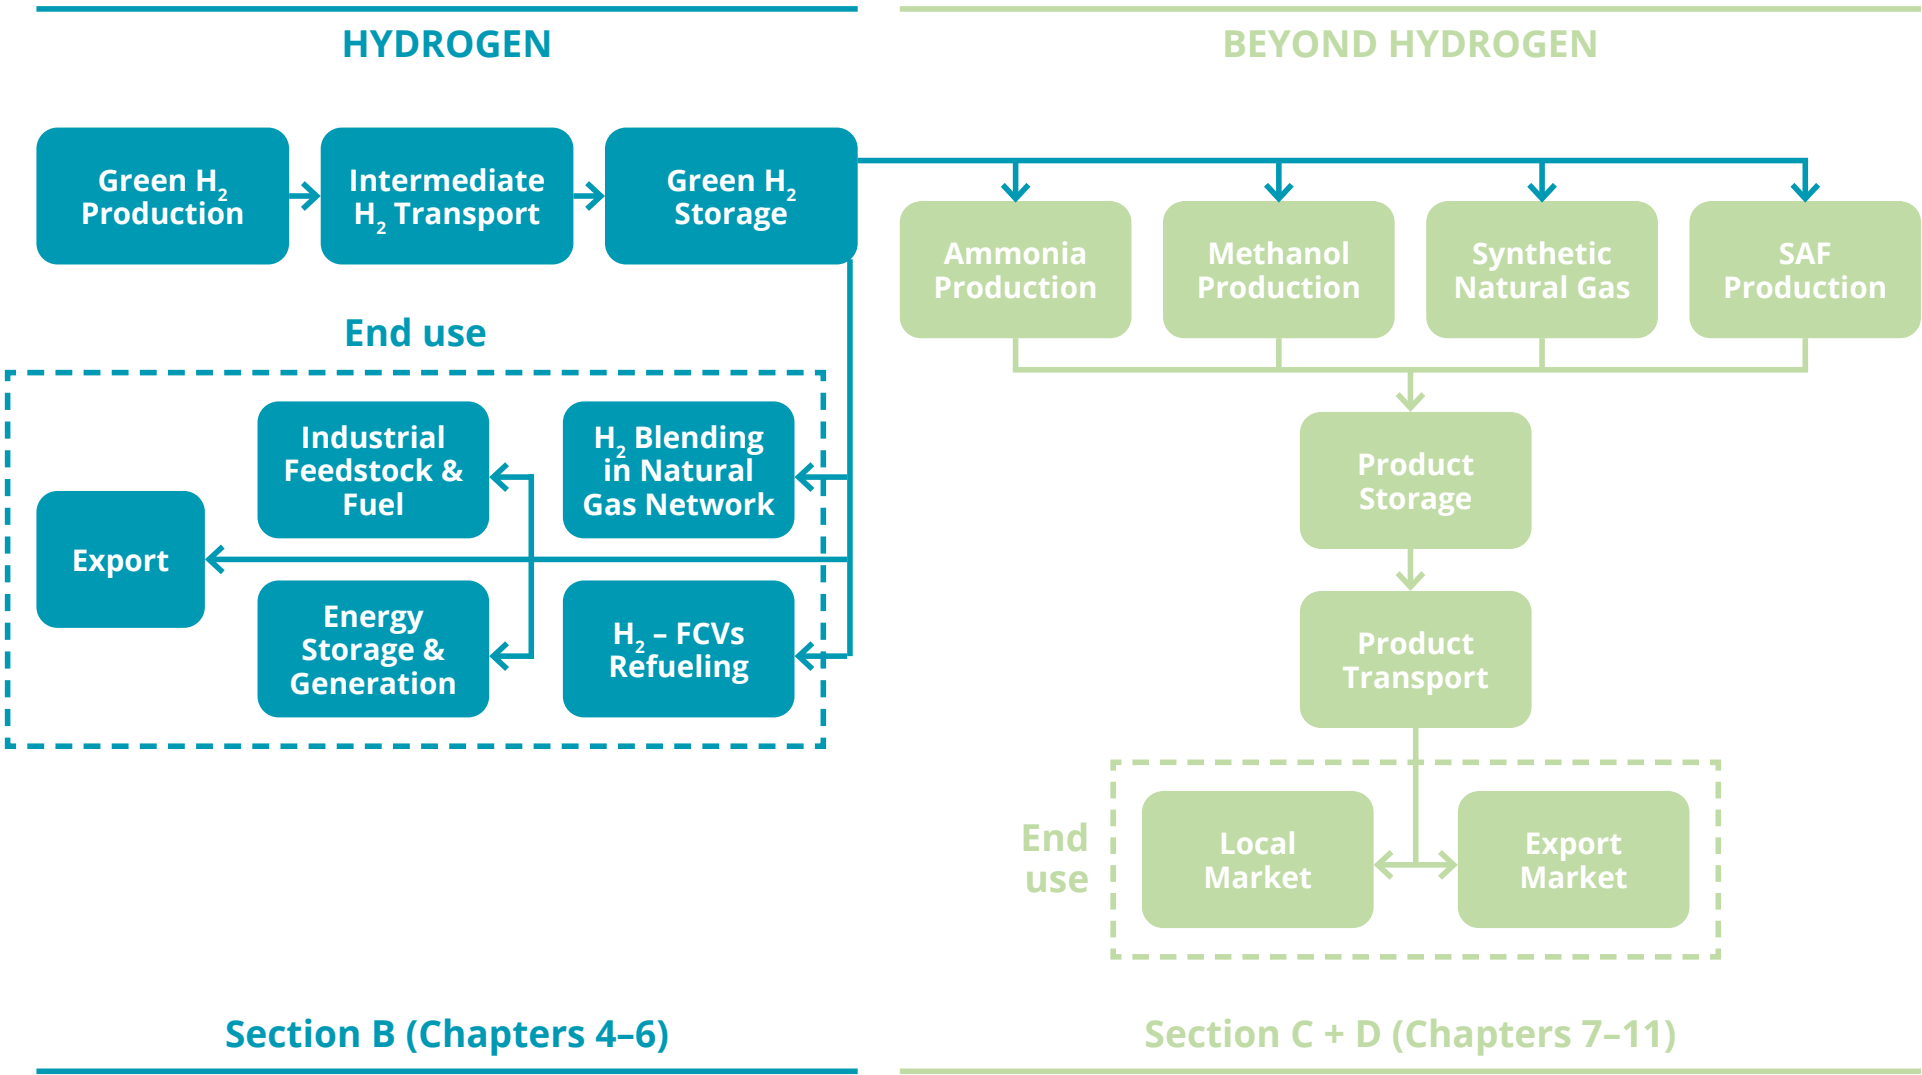 HYDROGEN
BEYOND HYDROGEN
Green H₂
Production
Intermediate
H₂ Transport
Green H₂
Storage
Ammonia
Production
Methanol
Production
Synthetic
Natural Gas
SAF
Production
End use
Industrial
Feedstock &
Fuel
H₂ Blending
in Natural
Gas Network
Export
Energy
Storage &
Generation
H₂ – FCVs
Refueling
Product
Storage
Product
Transport
End
use
Local
Market
Export
Market
Section B (Chapters 4–6)
Section C + D (Chapters 7–11)